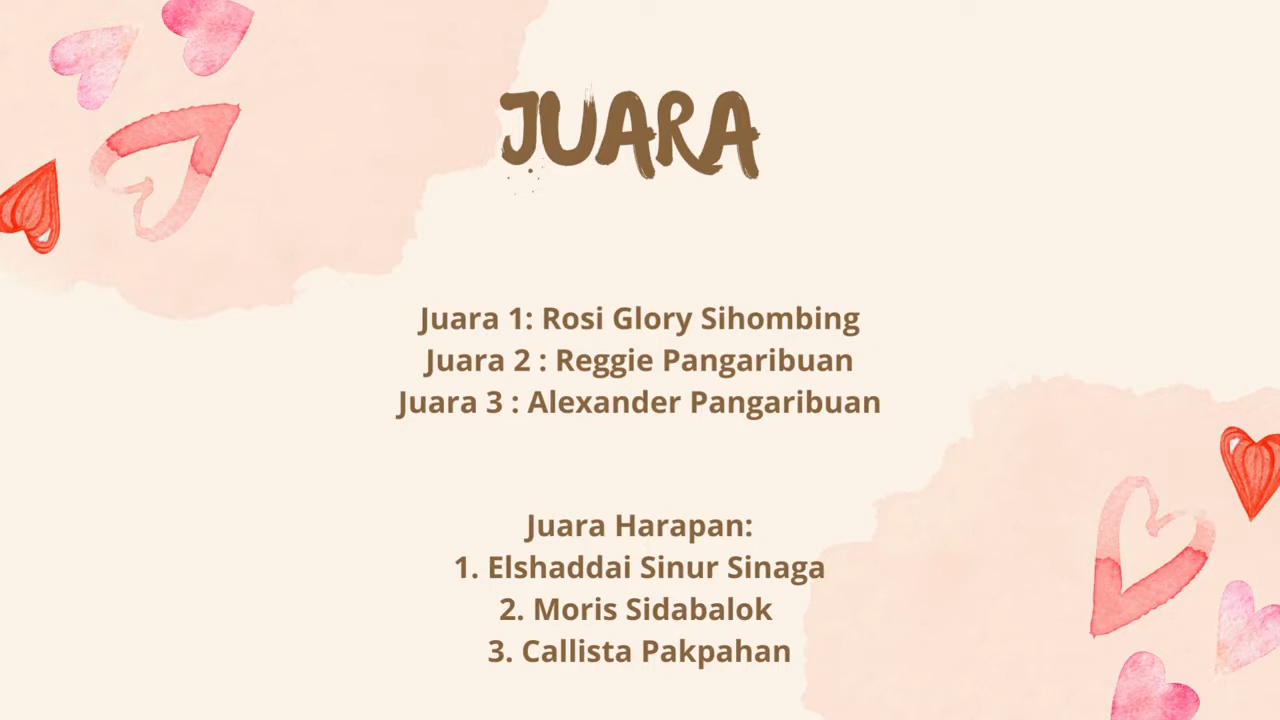 JUARA
Juara 1: Rosi Glory Sihombing
Juara 2 : Reggie Pangaribuan
Juara 3 : Alexander Pangaribuan
Juara Harapan:
1. Elshaddai Sinur Sinaga
2. Moris Sidabalok
3. Callista Pakpahan